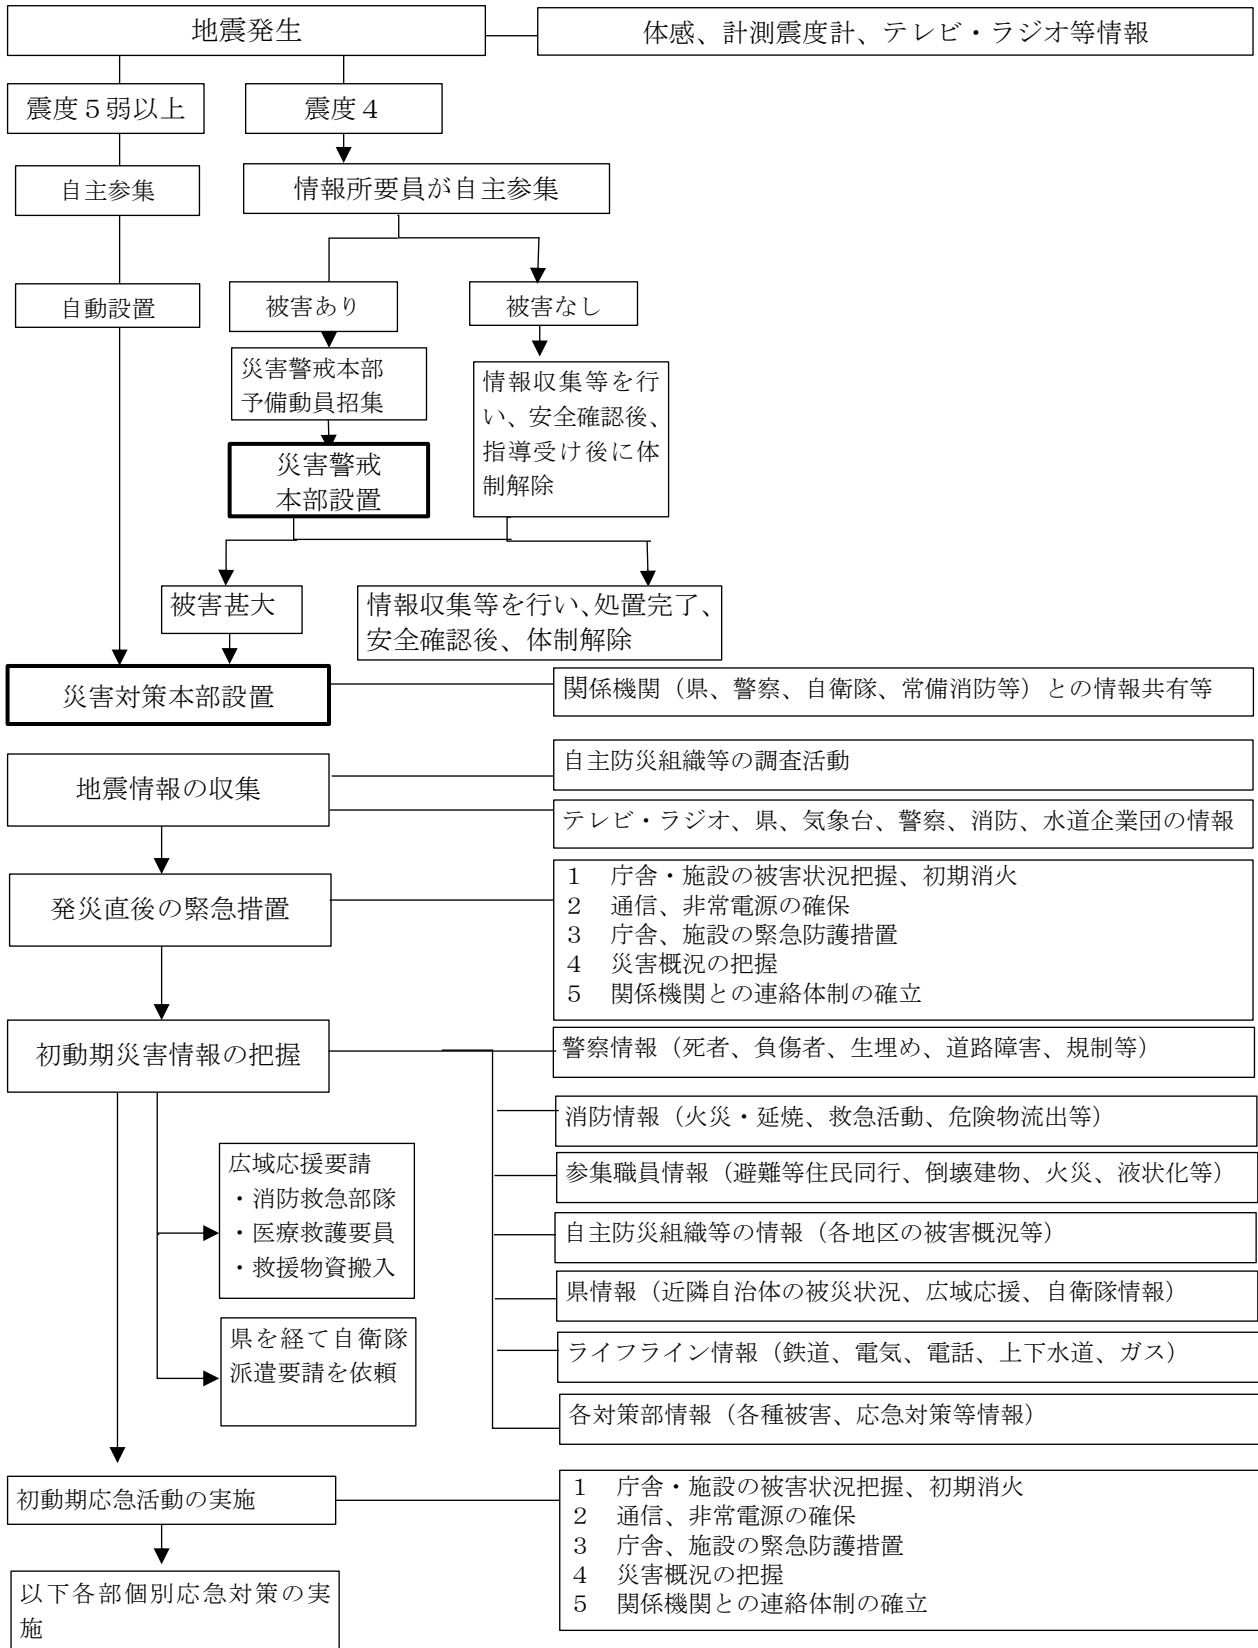 地震発生
体感、計測震度計、テレビ・ラジオ等情報
震度５弱以上
震度４
自主参集
情報所要員が自主参集
自動設置
被害あり
被害なし
災害警戒本部
予備動員招集
情報収集等を行
い、安全確認後、
指導受け後に体
制解除
災害警戒
本部設置
被害甚大
情報収集等を行い、処置完了、
安全確認後、体制解除
災害対策本部設置
関係機関（県、警察、自衛隊、常備消防等）との情報共有等
地震情報の収集
自主防災組織等の調査活動
テレビ・ラジオ、県、気象台、警察、消防、水道企業団の情報
発災直後の緊急措置
１　庁舎・施設の被害状況把握、初期消火
２　通信、非常電源の確保
３　庁舎、施設の緊急防護措置
４　災害概況の把握
５　関係機関との連絡体制の確立
初動期災害情報の把握
警察情報（死者、負傷者、生埋め、道路障害、規制等）
消防情報（火災・延焼、救急活動、危険物流出等）
参集職員情報（避難等住民同行、倒壊建物、火災、液状化等）
自主防災組織等の情報（各地区の被害概況等）
県情報（近隣自治体の被災状況、広域応援、自衛隊情報）
ライフライン情報（鉄道、電気、電話、上下水道、ガス）
各対策部情報（各種被害、応急対策等情報）
広域応援要請
・消防救急部隊
・医療救護要員
・救援物資搬入
県を経て自衛隊
派遣要請を依頼
初動期応急活動の実施
１　庁舎・施設の被害状況把握、初期消火
２　通信、非常電源の確保
３　庁舎、施設の緊急防護措置
４　災害概況の把握
５　関係機関との連絡体制の確立
以下各部個別応急対策の実
施